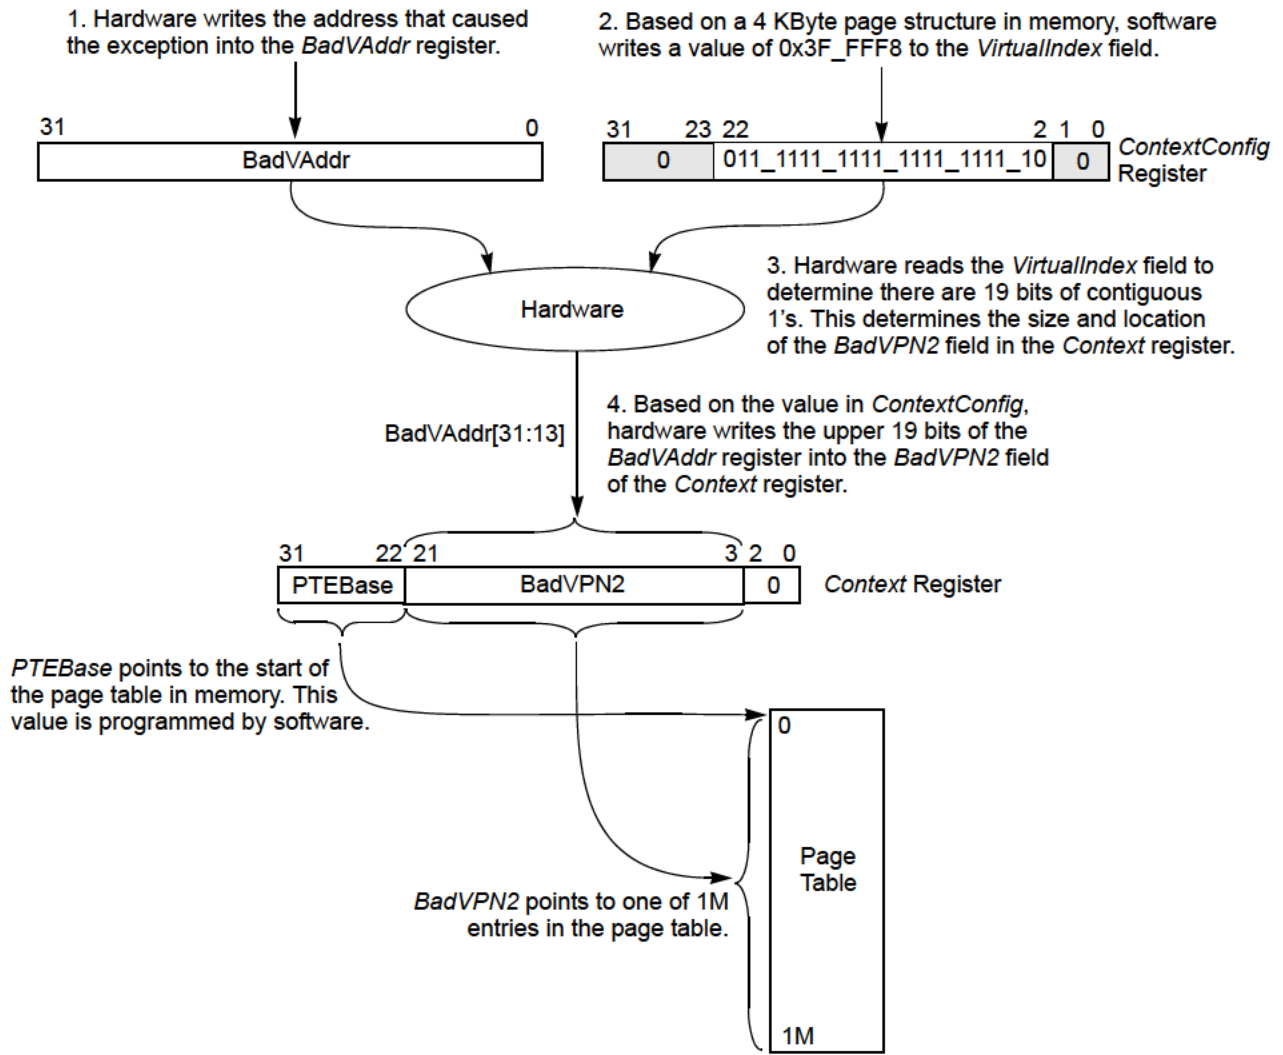 1. Hardware writes the address that caused
the exception into the BadVAddr register.
2. Based on a 4 KByte page structure in memory, software
writes a value of 0x3F_FFF8 to the VirtualIndex field.
31 0
BadVAddr
31 23 22 2 1 0
0 011_1111_1111_1111_1111_10 0
ContextConfig
Register
Hardware
3. Hardware reads the VirtualIndex field to
determine there are 19 bits of contiguous
1's. This determines the size and location
of the BadVPN2 field in the Context register.
BadVAddr[31:13]
4. Based on the value in ContextConfig,
hardware writes the upper 19 bits of the
BadVAddr register into the BadVPN2 field
of the Context register.
31 22 21 3 2 0
PTEBase BadVPN2 0
Context Register
PTEBase points to the start of
the page table in memory. This
value is programmed by software.
0
Page
Table
BadVPN2 points to one of 1M
entries in the page table.
1M